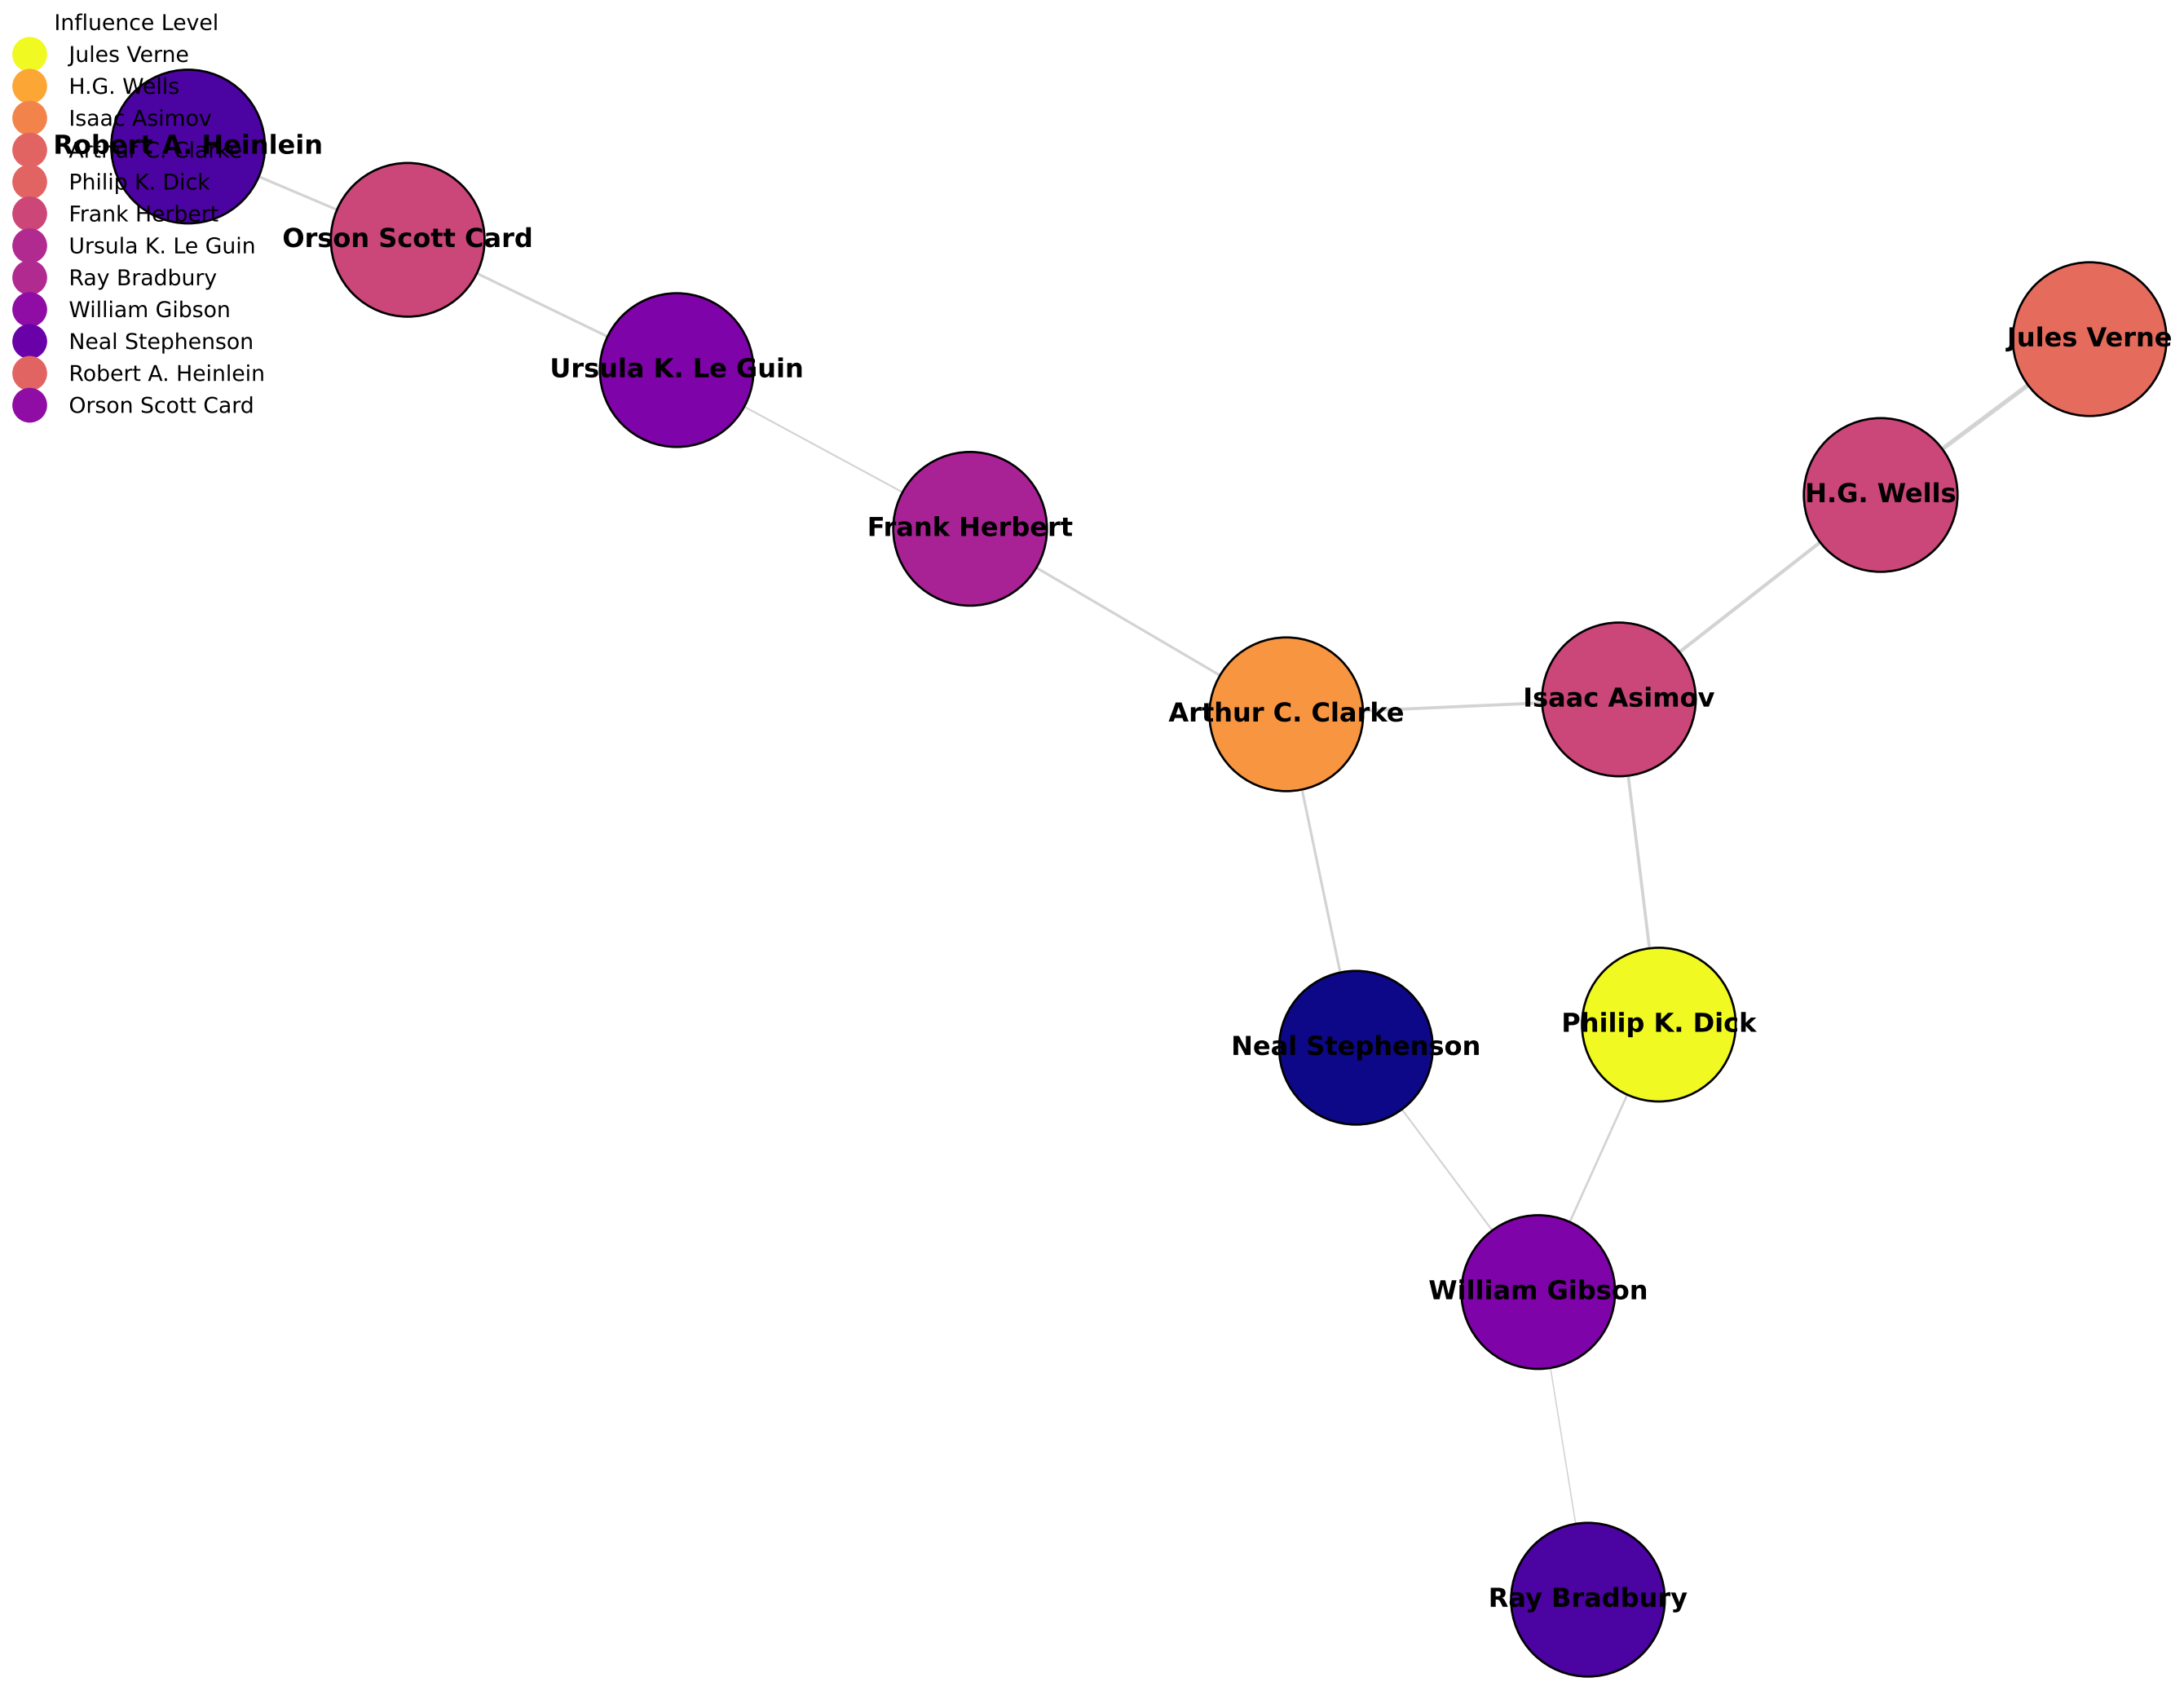 Influence Level
Jules Verne
H.G. Wells
Isaac Asimov
Arthur C. Clarke
Philip K. Dick
Frank Herbert
Ursula K. Le Guin
Ray Bradbury
William Gibson
Neal Stephenson
Robert A. Heinlein
Orson Scott Card
Robert A. Heinlein
Orson Scott Card
Ursula K. Le Guin
Jules Verne
H.G. Wells
Frank Herbert
Isaac Asimov
Arthur C. Clarke
Philip K. Dick
Neal Stephenson
William Gibson
Ray Bradbury